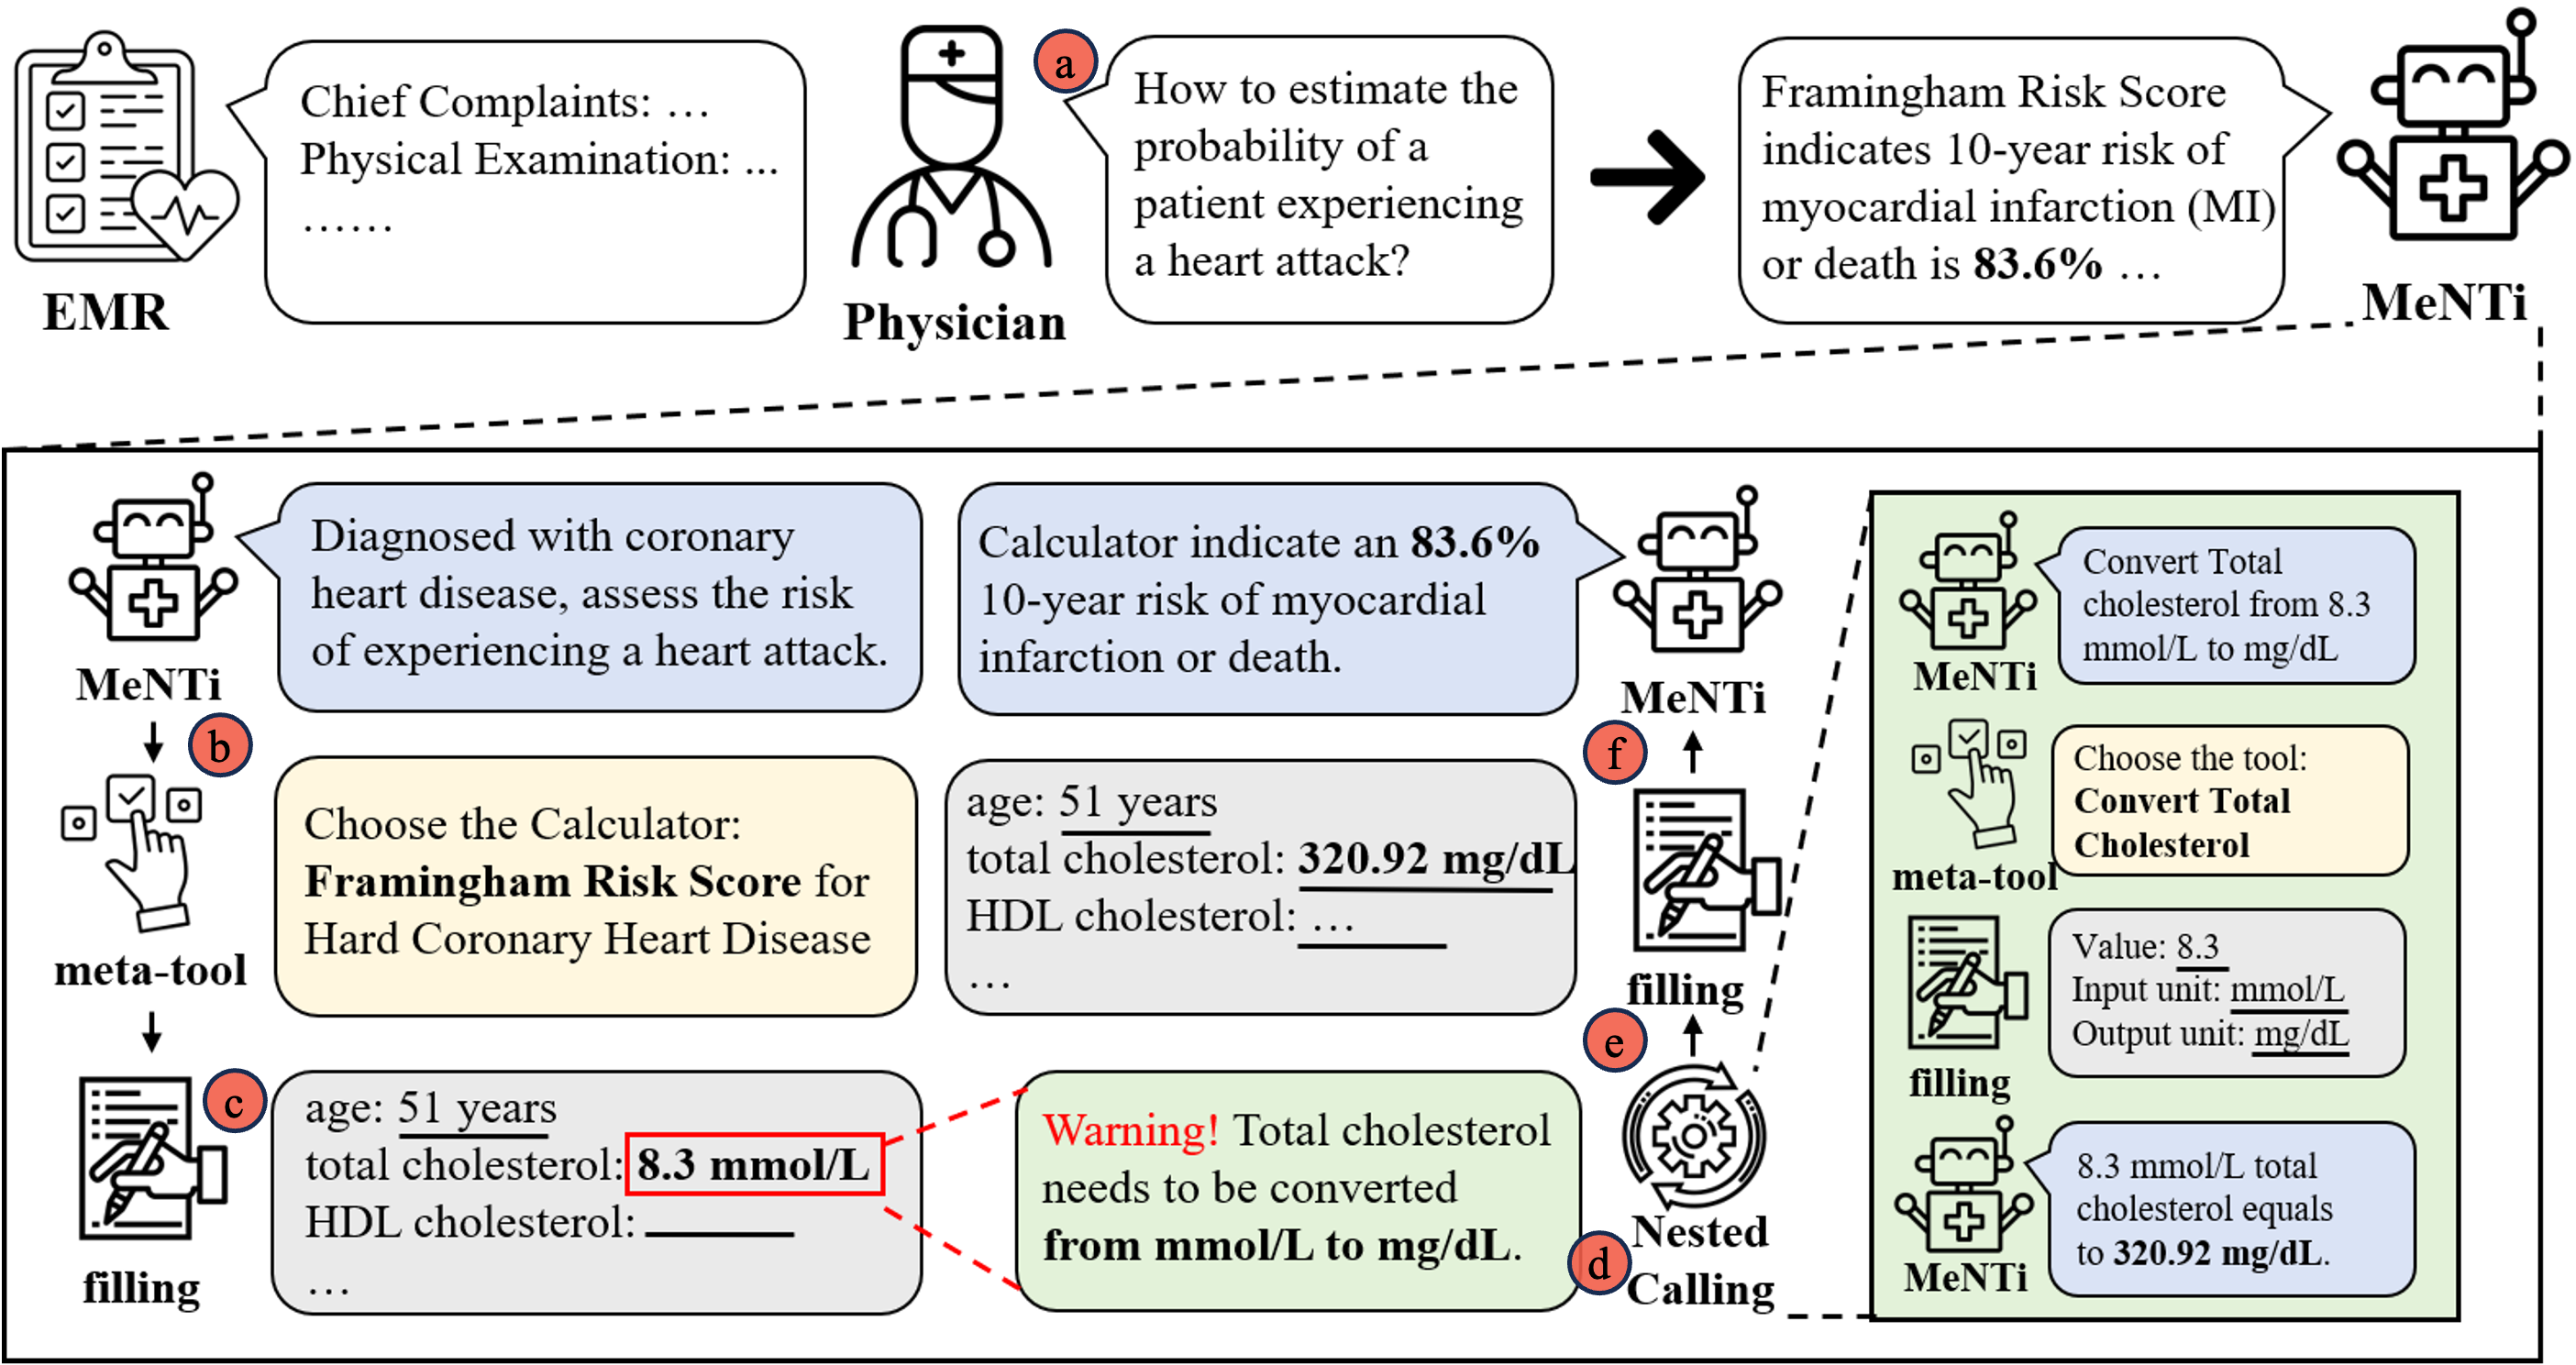 Chief Complaints: …
Physical Examination: ...
……
EMR
a
How to estimate the
probability of a
patient experiencing
a heart attack?
Physician
Framingham Risk Score
indicates 10-year risk of
myocardial infarction (MI)
or death is 83.6% …
MeNTi
Diagnosed with coronary
heart disease, assess the risk
of experiencing a heart attack.
MeNTi
b
Choose the Calculator:
Framingham Risk Score for
Hard Coronary Heart Disease
meta-tool
c
age: 51 years
total cholesterol: 8.3 mmol/L
HDL cholesterol:
…
filling
Warning! Total cholesterol
needs to be converted
from mmol/L to mg/dL.
d
Nested
Calling
e
age: 51 years
total cholesterol: 320.92 mg/dL
HDL cholesterol: …
…
filling
f
Calculator indicate an 83.6%
10-year risk of myocardial
infarction or death.
MeNTi
Convert Total
cholesterol from 8.3
mmol/L to mg/dL
MeNTi
Choose the tool:
Convert Total
Cholesterol
meta-tool
Value: 8.3
Input unit: mmol/L
Output unit: mg/dL
filling
8.3 mmol/L total
cholesterol equals
to 320.92 mg/dL.
MeNTi